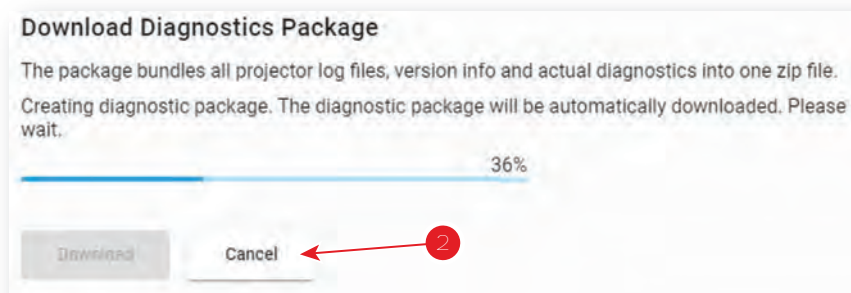 Download Diagnostics Package
The package bundles all projector log files, version info and actual diagnostics into one zip file.
Creating diagnostic package. The diagnostic package will be automatically downloaded. Please
wait.
36%
Download Cancel 2